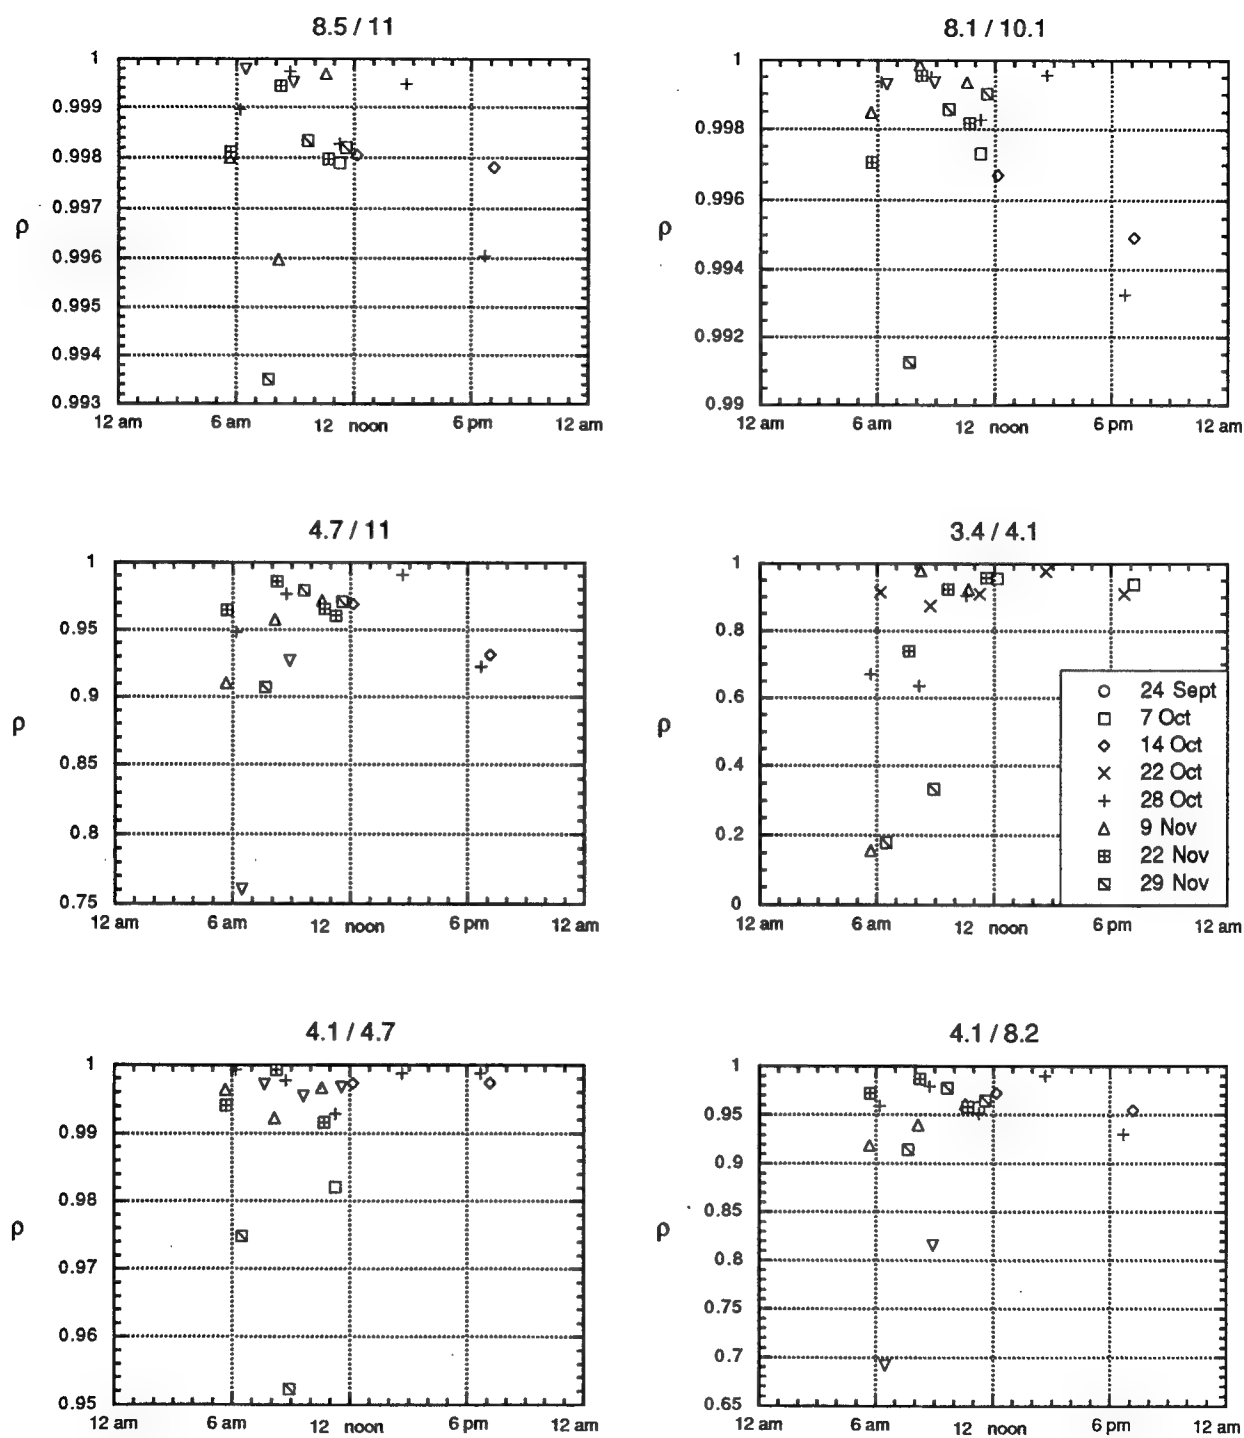 8.5 / 11
1
0.999
0.998
0.997
ρ
0.996
0.995
0.994
0.993
12 am 6 am 12 noon 6 pm 12 am
8.1 / 10.1
1
0.998
0.996
ρ
0.994
0.992
0.99
12 am 6 am 12 noon 6 pm 12 am
4.7 / 11
1
0.95
0.9
ρ
0.85
0.8
0.75
12 am 6 am 12 noon 6 pm 12 am
3.4 / 4.1
1
0.8
0.6
ρ
0.4
0.2
0
24 Sept
7 Oct
14 Oct
22 Oct
28 Oct
9 Nov
22 Nov
29 Nov
12 am 6 am 12 noon 6 pm 12 am
4.1 / 4.7
1
0.99
0.98
ρ
0.97
0.96
0.95
12 am 6 am 12 noon 6 pm 12 am
4.1 / 8.2
1
0.95
0.9
0.85
ρ
0.8
0.75
0.7
0.65
12 am 6 am 12 noon 6 pm 12 am